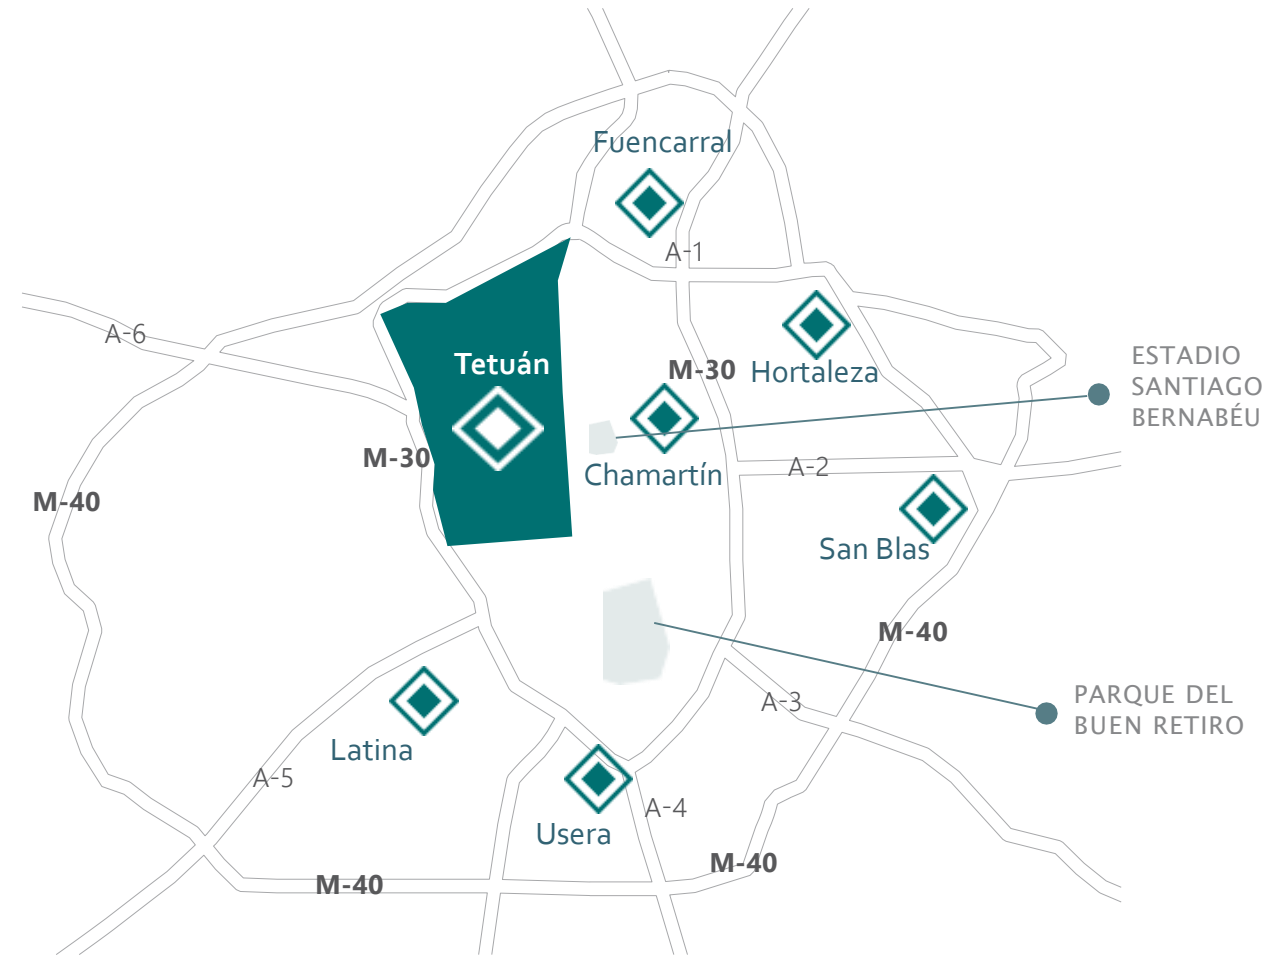 Fuencarral
A-1
A-6
Tetuán
M-30
Hortaleza
ESTADIO
SANTIAGO
BERNABÉU
M-30
Chamartín
A-2
M-40
San Blas
M-40
PARQUE DEL
BUEN RETIRO
A-3
Latina
A-5
Usera
A-4
M-40
M-40